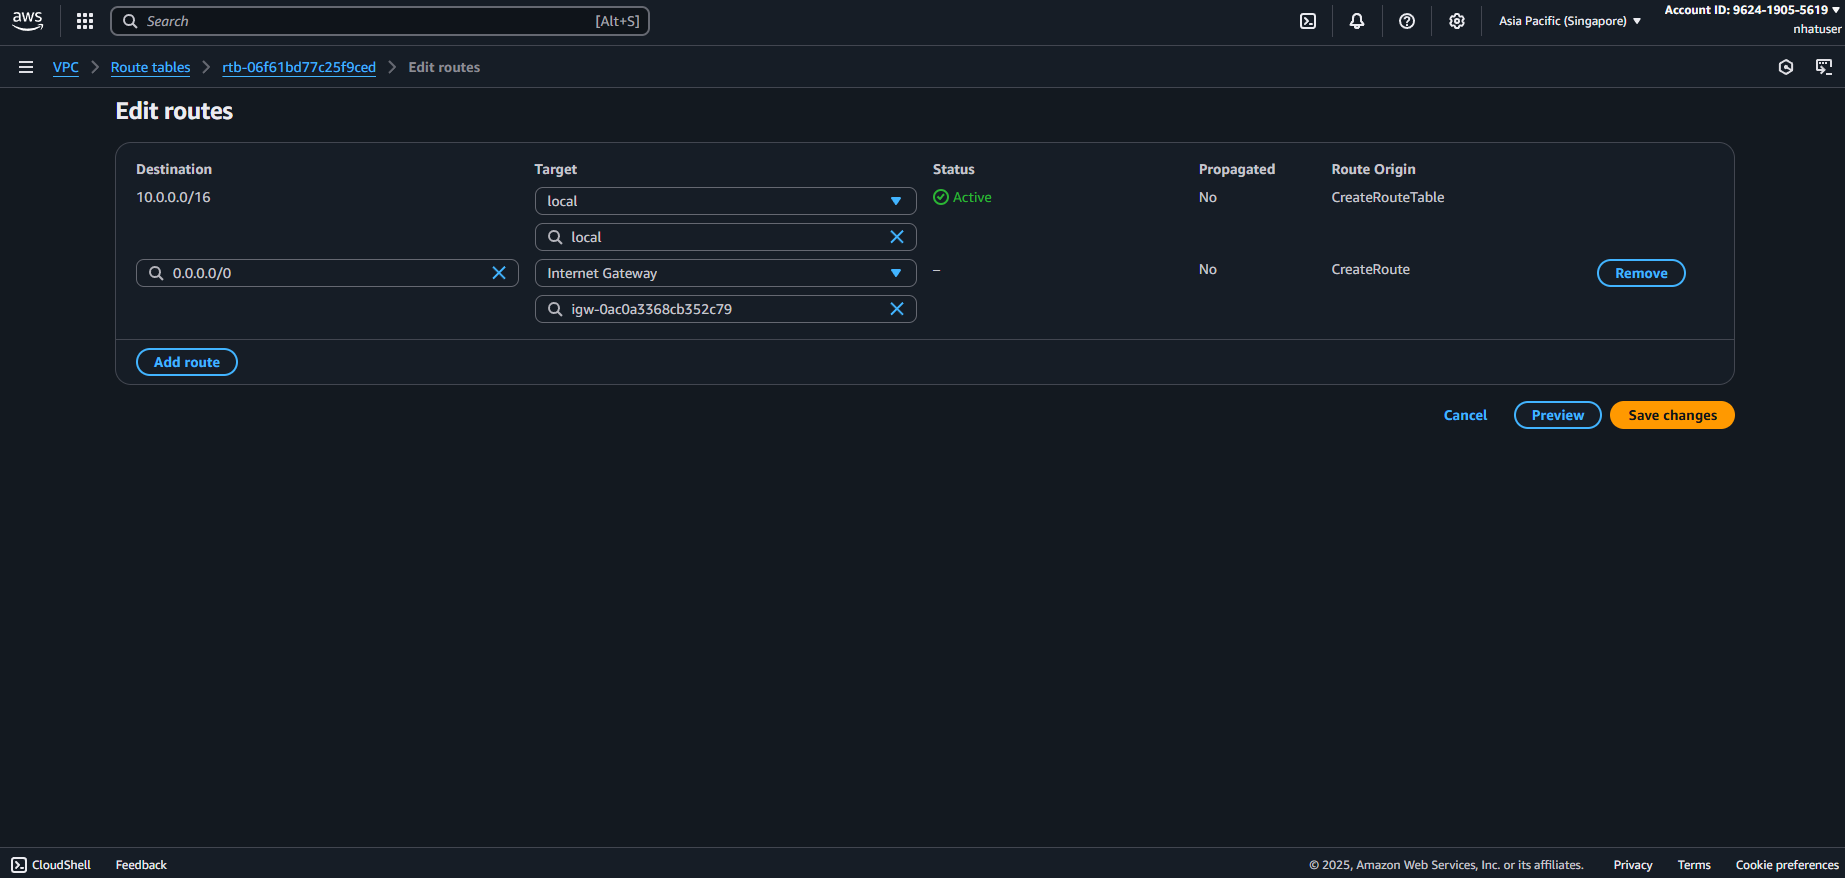 aws
Search [Alt+S]
Asia Pacific (Singapore)
Account ID: 9624-1905-5619
nhatuser
VPC
Route tables
rtb-06f61bd77c25f9ced
Edit routes
Edit routes
Destination Target Status Propagated Route Origin
10.0.0.0/16 local Active No CreateRouteTable
local
0.0.0.0/0 Internet Gateway – No CreateRoute Remove
igw-0ac0a3368cb352c79
Add route
Cancel Preview Save changes
CloudShell Feedback © 2025, Amazon Web Services, Inc. or its affiliates. Privacy Terms Cookie preferences